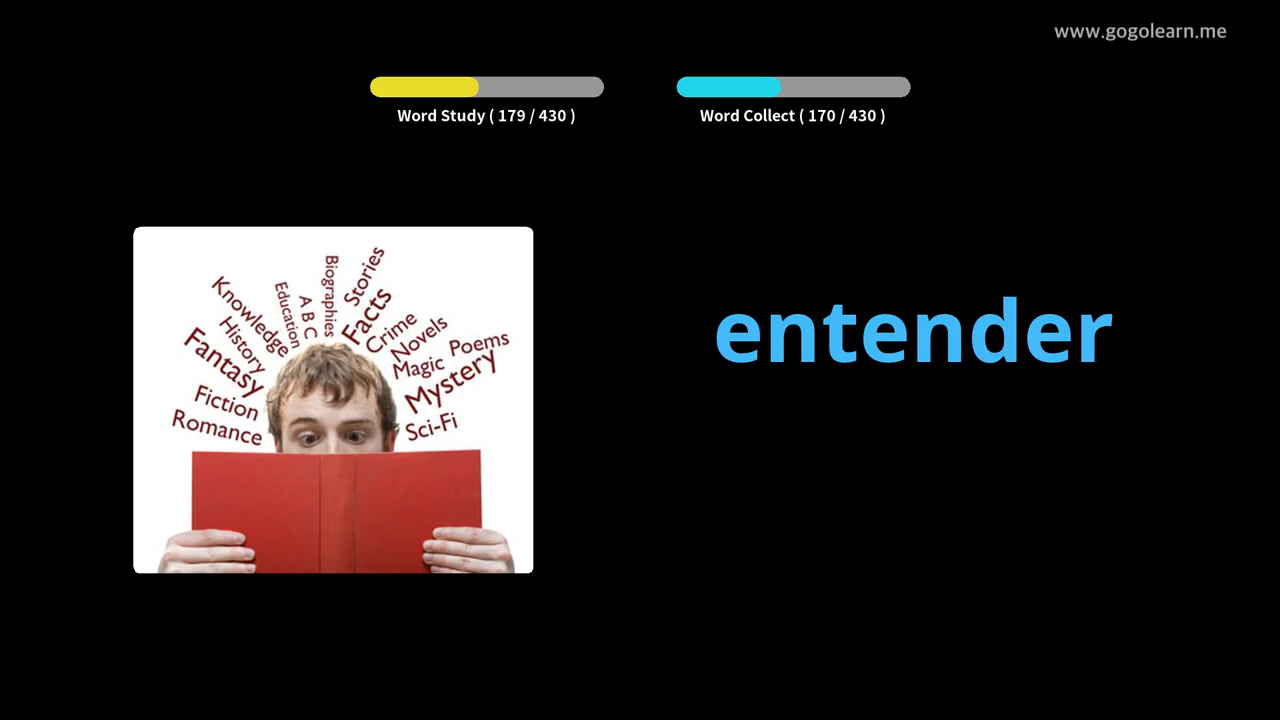 www.gogolearn.me
Word Study ( 179 / 430 )
Word Collect ( 170 / 430 )
entender
Biographies
Stories
Education
A B C
Facts
Knowledge
Crime
History
Novels
Fantasy
Magic
Poems
Mystery
Fiction
Romance
Sci-Fi